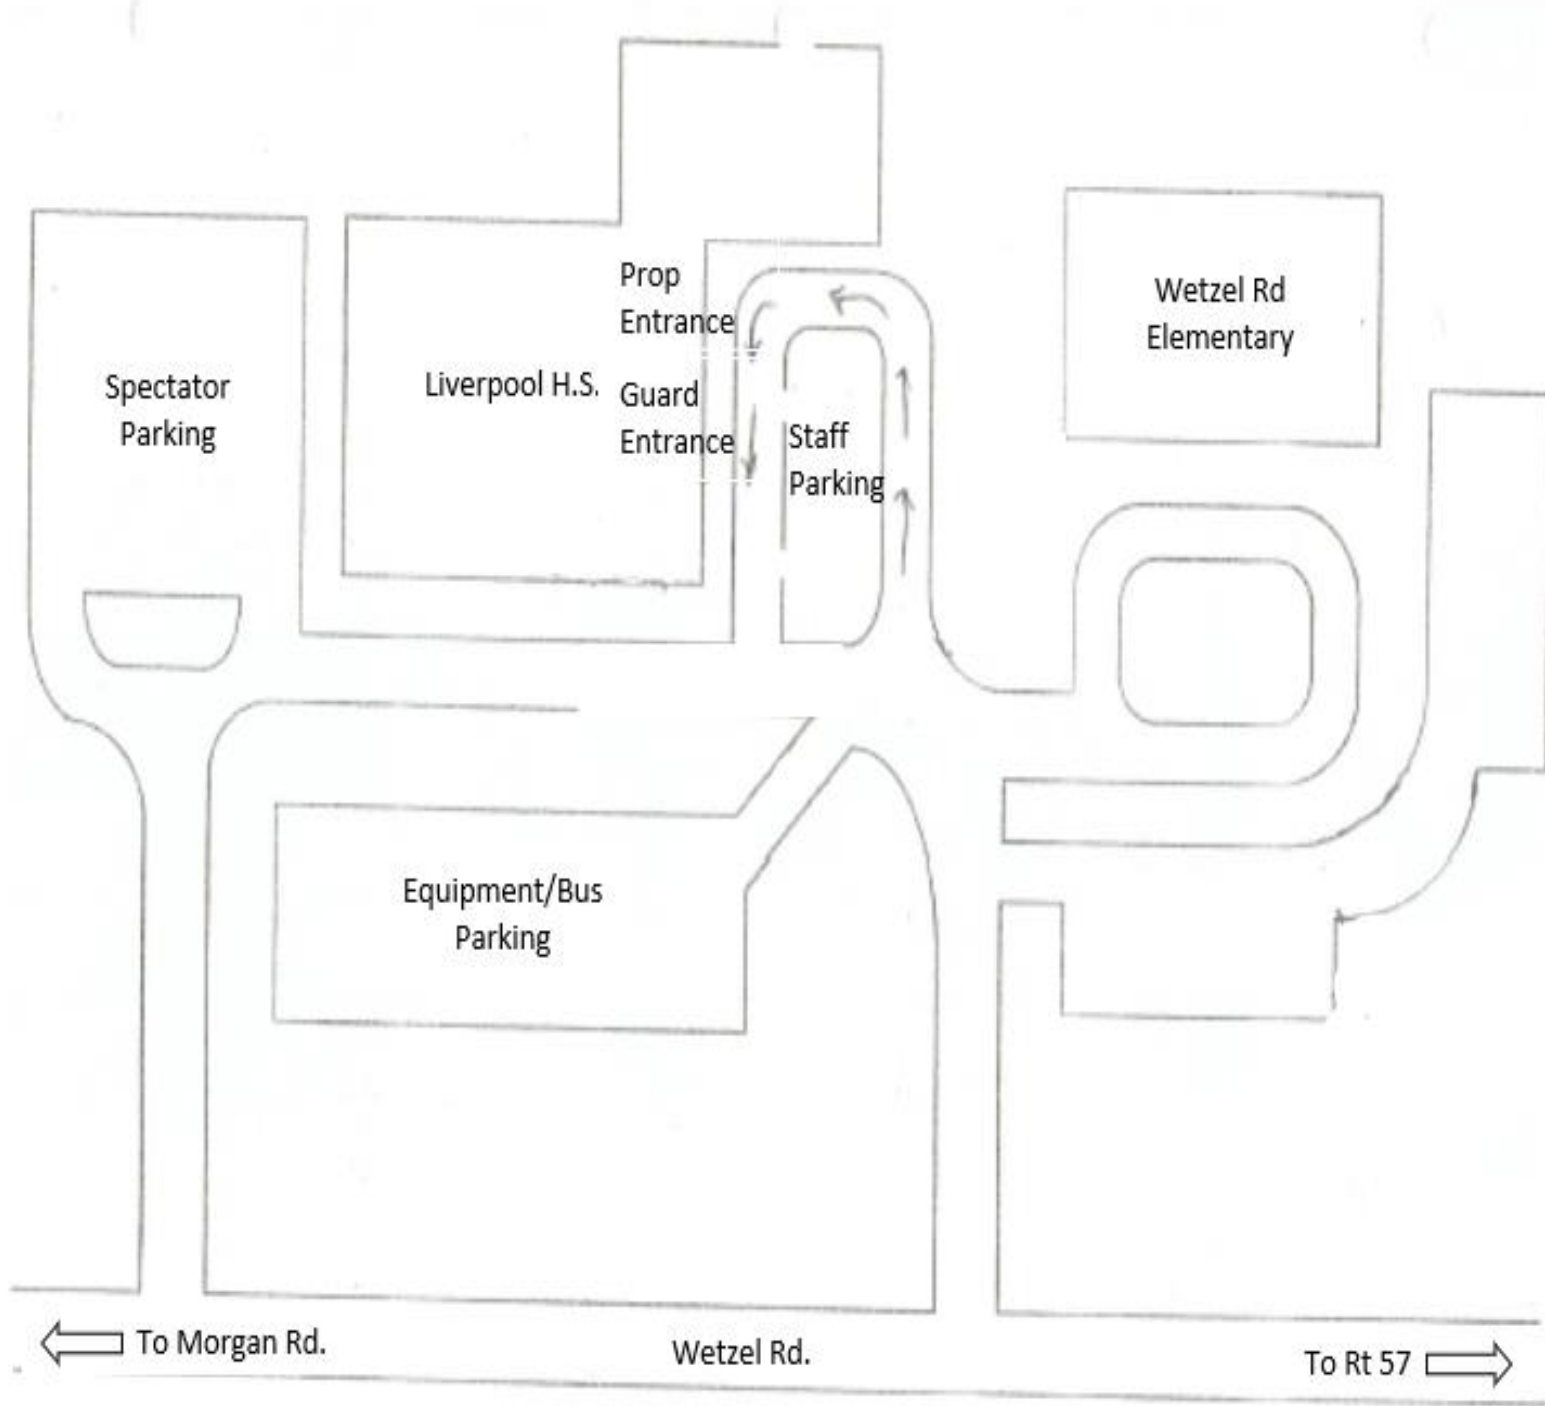 Prop
Entrance
Wetzel Rd
Elementary
Spectator
Parking
Liverpool H.S.
Guard
Entrance
Staff
Parking
Equipment/Bus
Parking
To Morgan Rd.
Wetzel Rd.
To Rt 57